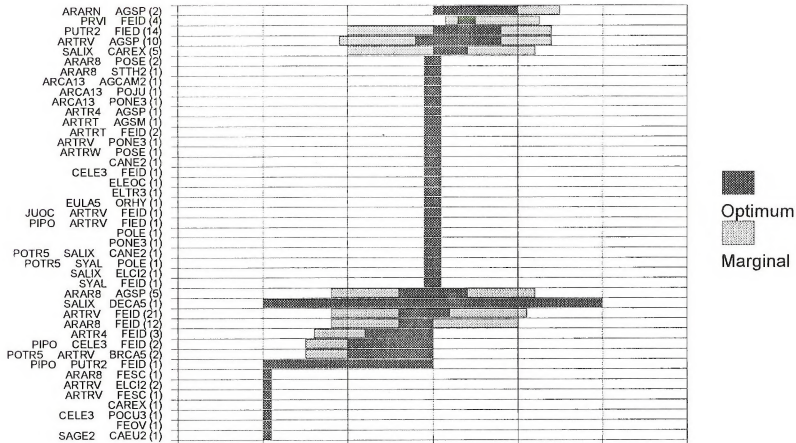 ARARN AGSP (2)
PRVI FEID (4)
PUTR2 FIED (14)
ARTRV AGSP (10)
SALIX CAREX (5)
ARAR8 POSE (2)
ARAR8 STTH2 (1)
ARCA13 AGCAM2 (1)
ARCA13 POJU (1)
ARCA13 PONE3 (1)
ARTR4 AGSP (1)
ARTRT AGSM (1)
ARTRT FEID (2)
ARTRV PONE3 (1)
ARTRW POSE (1)
CANE2 (1)
CELE3 FEID (1)
ELEOC (1)
ELTR3 (1)
EULA5 ORHY (1)
JUOC ARTRV FEID (1)
PIPO ARTRV FIED (1)
POLE (1)
PONE3 (1)
POTR5 SALIX CANE2 (1)
POTR5 SYAL POLE (1)
SALIX ELCI2 (1)
SYAL FEID (1)
ARAR8 AGSP (5)
SALIX DECA5 (1)
ARTRV FEID (21)
ARAR8 FEID (12)
ARTR4 FEID (3)
PIPO CELE3 FEID (2)
POTR5 ARTRV BRCA5 (2)
PIPO PUTR2 FEID (1)
ARAR8 FESC (1)
ARTRV ELCI2 (2)
ARTRV FESC (1)
CAREX (1)
CELE3 POCU3 (1)
FEOV (1)
SAGE2 CAEU2 (1)
Optimum
Marginal